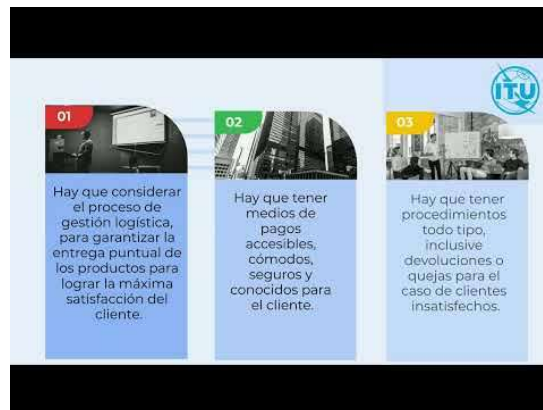 ITU
01
Hay que considerar
el proceso de
gestión logística,
para garantizar la
entrega puntual de
los productos para
lograr la máxima
satisfacción del
cliente.
02
Hay que tener
medios de
pagos
accesibles,
cómodos,
seguros y
conocidos para
el cliente.
03
Hay que tener
procedimientos
todo tipo,
inclusive
devoluciones o
quejas para el
caso de clientes
insatisfechos.